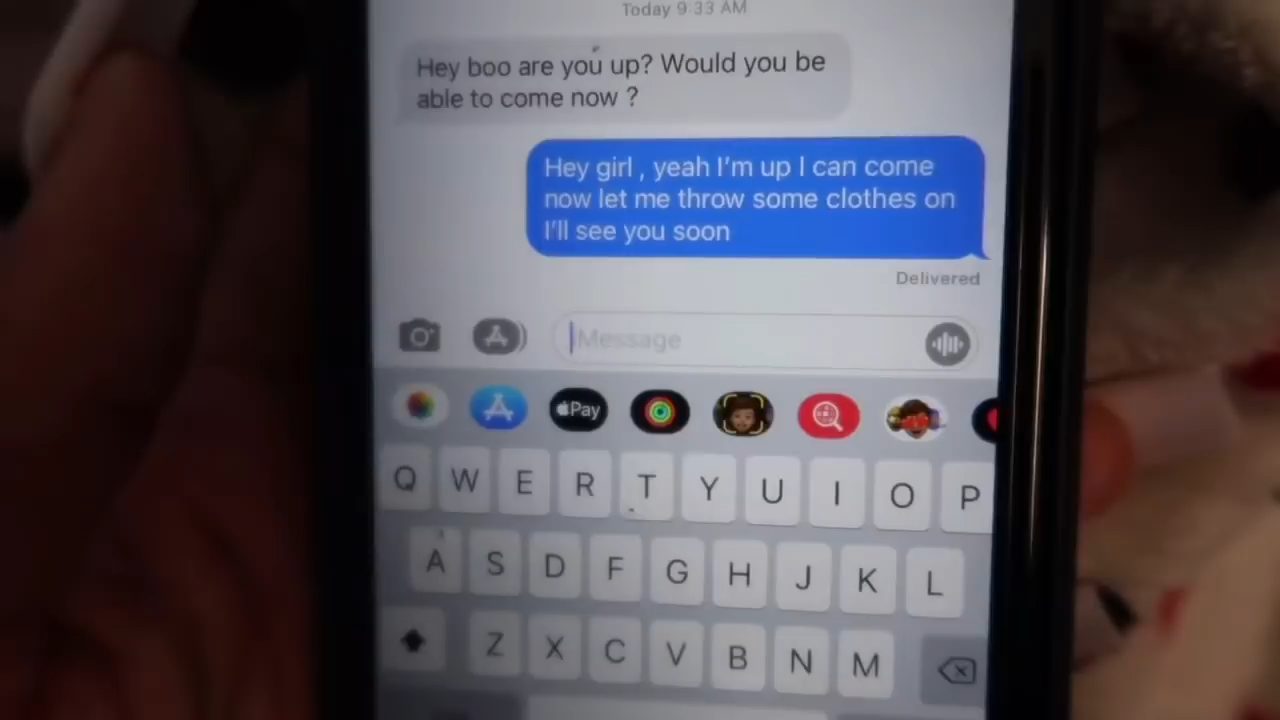 Today 9:33 AM
Hey boo are you up? Would you be
able to come now ?
Hey girl , yeah I'm up I can come
now let me throw some clothes on
I'll see you soon
Delivered
Message
Pay
Q W E R T Y U I O P
A S D F G H J K L
Z X C V B N M